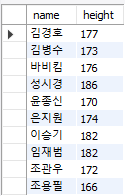 name height
김경호 177
김범수 173
바비킴 176
성시경 186
윤종신 170
은지원 174
이승기 182
임재범 182
조관우 172
조용필 166